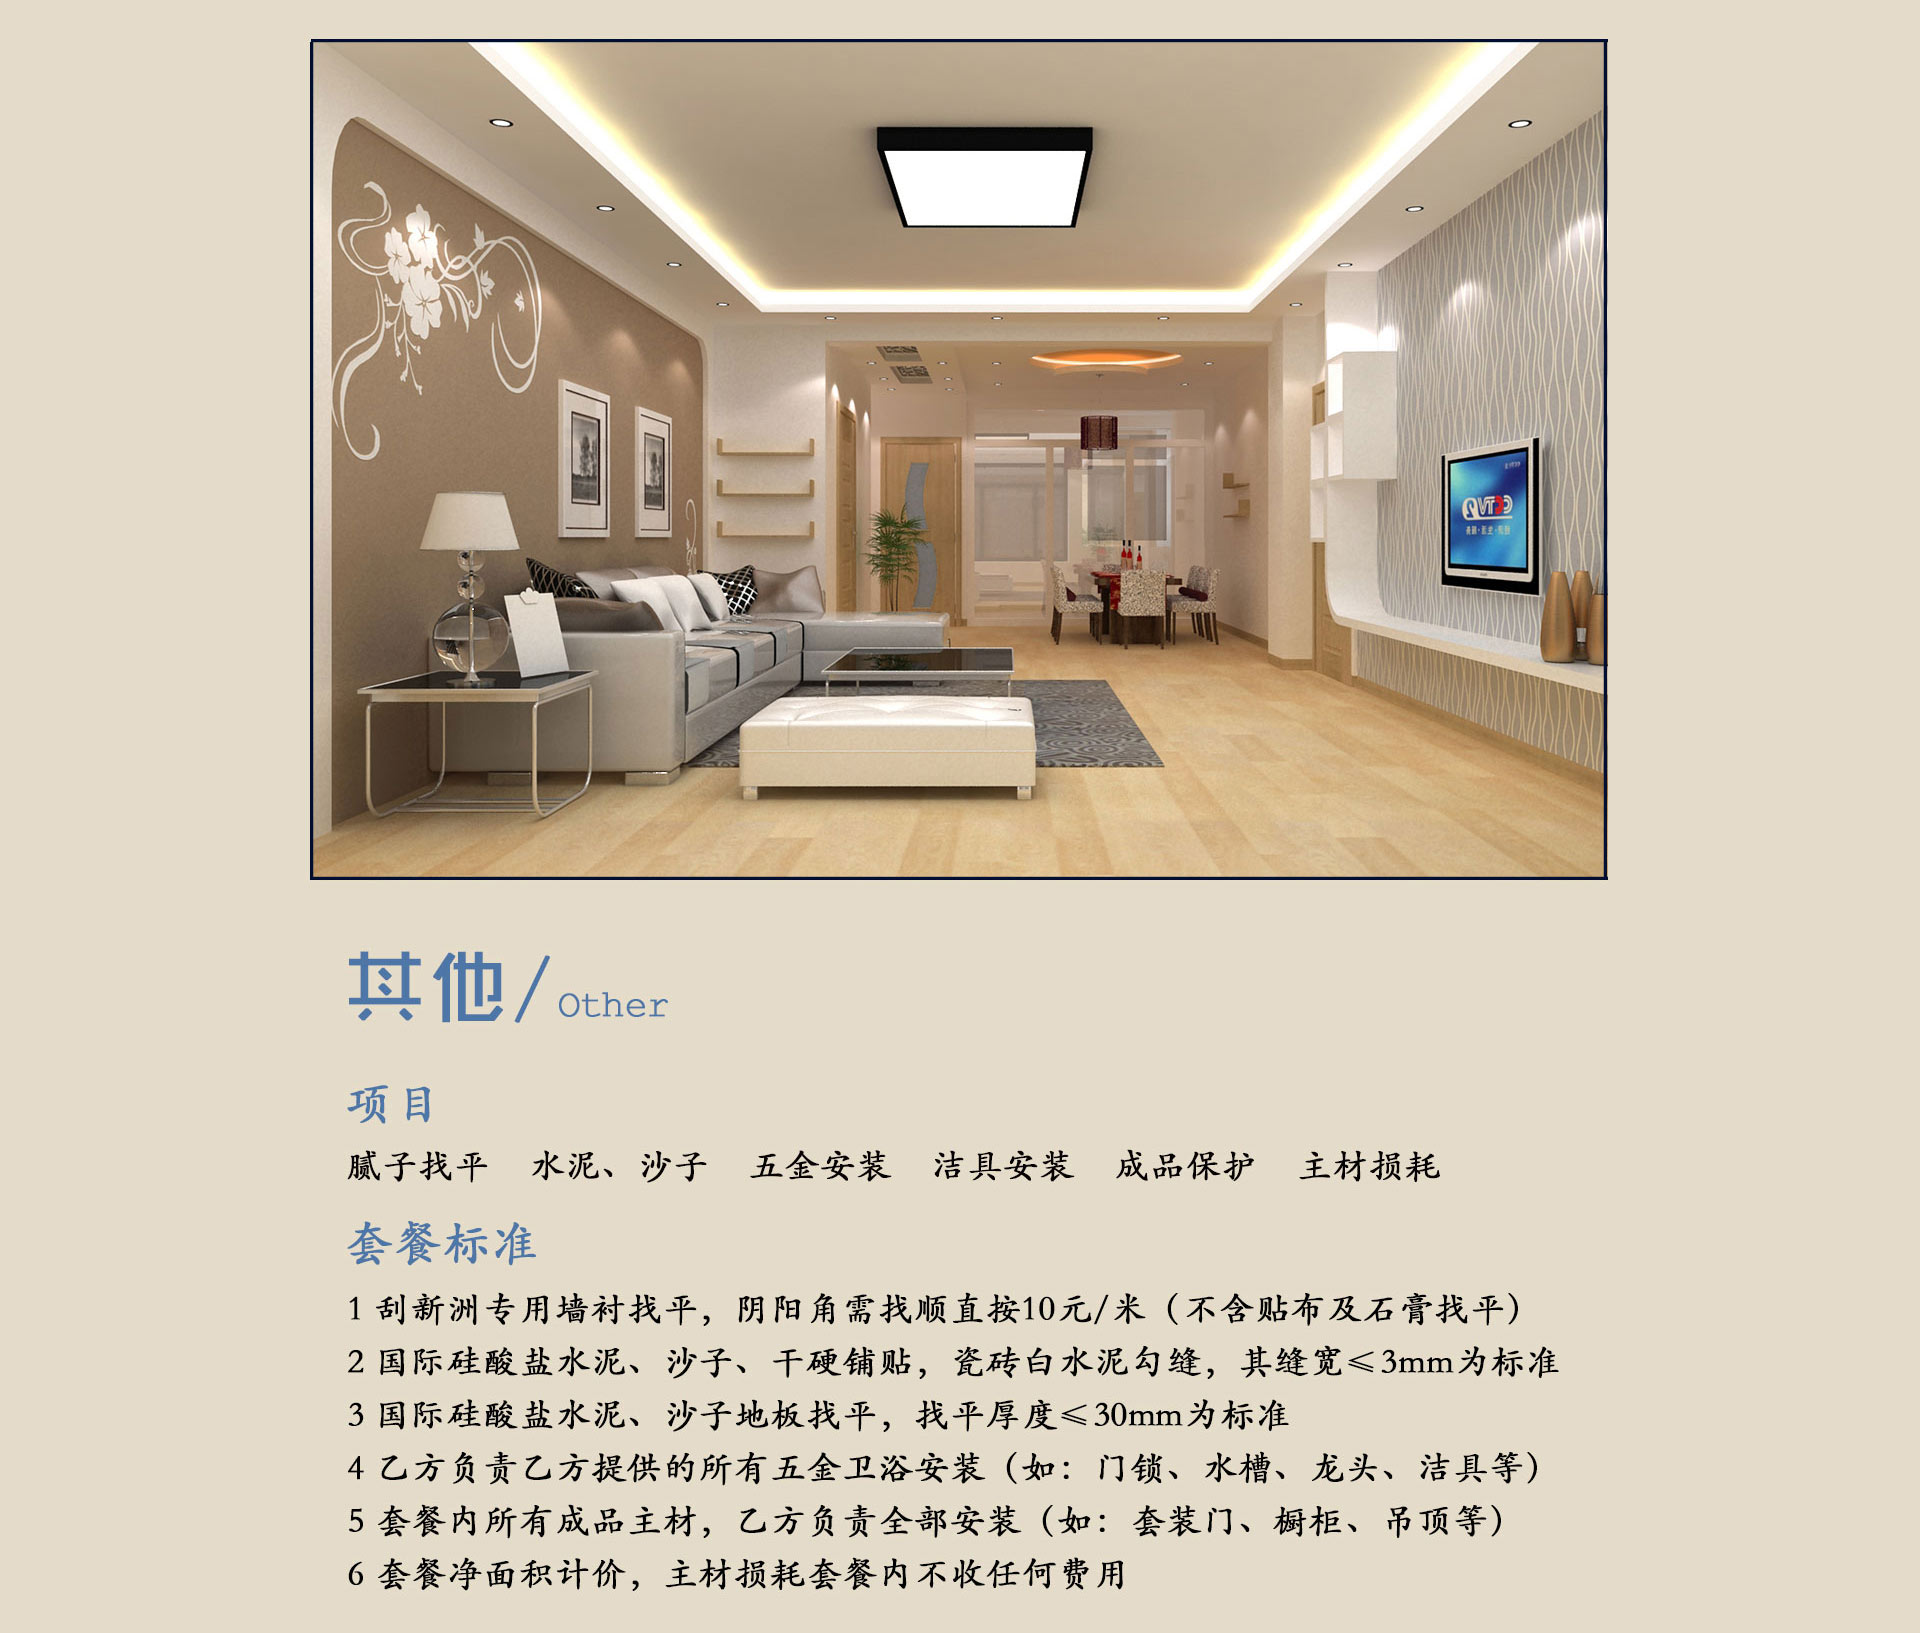 其他/Other
项目
腻子找平 水泥、沙子 五金安装 洁具安装 成品保护 主材损耗
套餐标准
1 刮新洲专用墙衬找平，阴阳角需找顺直按10元/米（不含贴布及石膏找平）
2 国际硅酸盐水泥、沙子、干硬铺贴，瓷砖白水泥勾缝，其缝宽≤3mm为标准
3 国际硅酸盐水泥、沙子地板找平，找平厚度≤30mm为标准
4 乙方负责乙方提供的所有五金卫浴安装（如：门锁、水槽、龙头、洁具等）
5 套餐内所有成品主材，乙方负责全部安装（如：套装门、橱柜、吊顶等）
6 套餐净面积计价，主材损耗套餐内不收任何费用